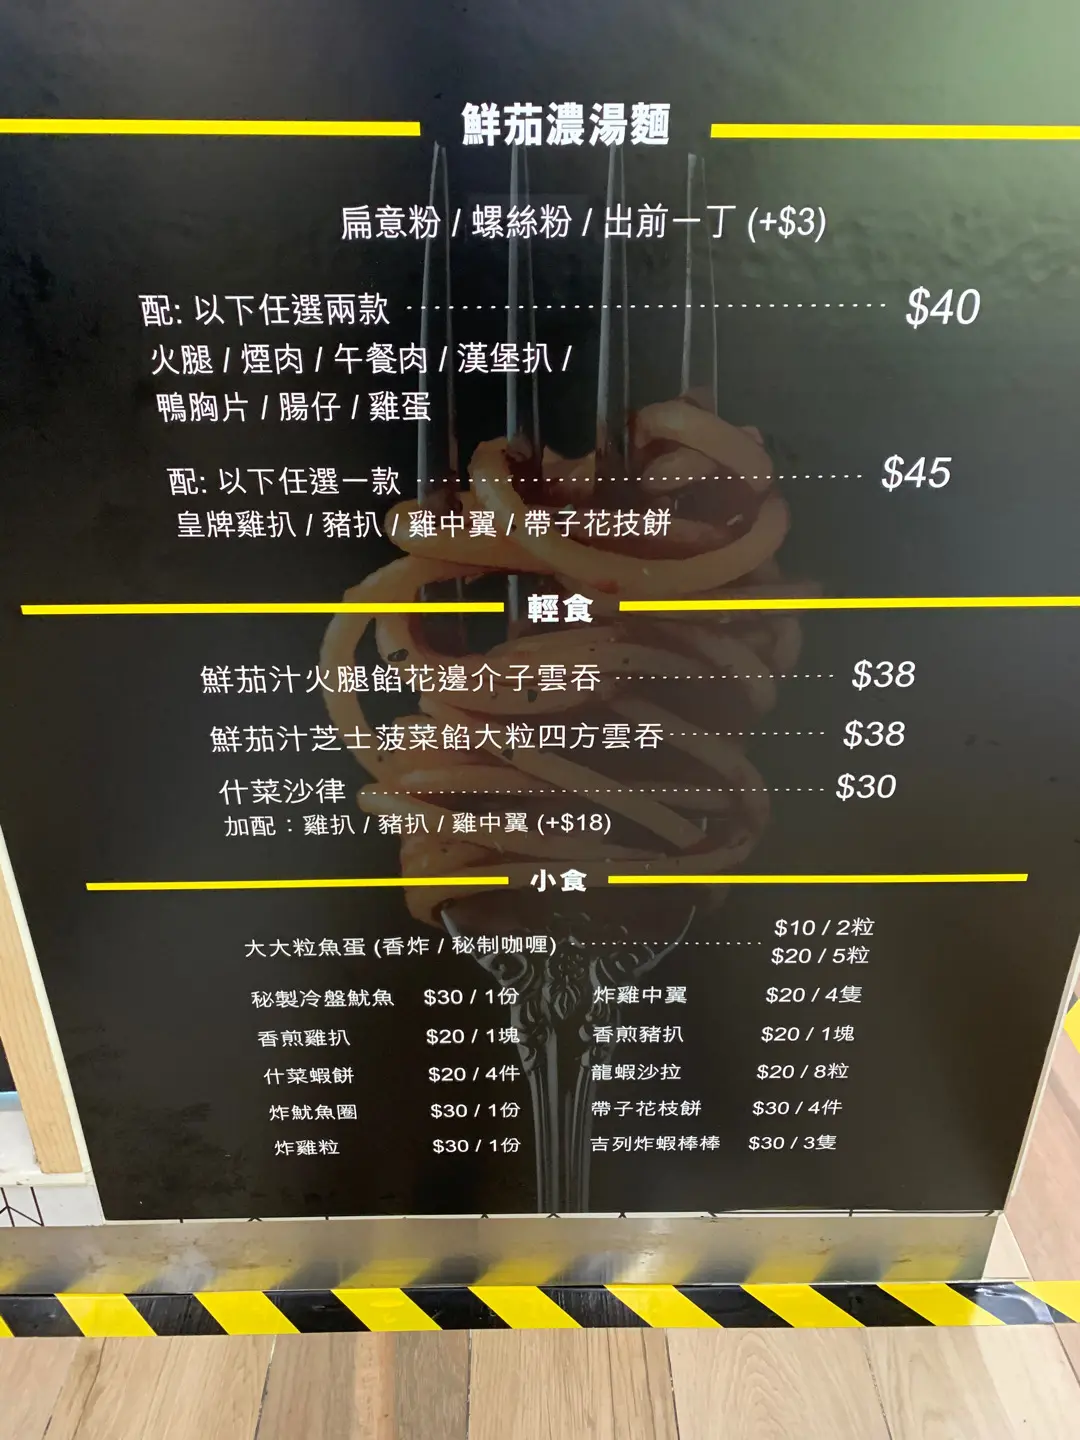 鮮茄濃湯麵
扁意粉 / 螺絲粉 / 出前一丁 (+$3)
配: 以下任選兩款 $40
火腿 / 煙肉 / 午餐肉 / 漢堡扒 /
鴨胸片 / 腸仔 / 雞蛋
配: 以下任選一款 $45
皇牌雞扒 / 豬扒 / 雞中翼 / 帶子花技餅
輕食
鮮茄汁火腿餡花邊介子雲吞 $38
鮮茄汁芝士菠菜餡大粒四方雲吞 $38
什菜沙律 $30
加配：雞扒 / 豬扒 / 雞中翼 (+$18)
小食
大大粒魚蛋 (香炸 / 秘制咖喱) $10 / 2粒
$20 / 5粒
秘製冷盤魷魚 $30 / 1份 炸雞中翼 $20 / 4隻
香煎雞扒 $20 / 1塊 香煎豬扒 $20 / 1塊
什菜蝦餅 $20 / 4件 龍蝦沙拉 $20 / 8粒
炸魷魚圈 $30 / 1份 帶子花枝餅 $30 / 4件
炸雞粒 $30 / 1份 吉列炸蝦棒棒 $30 / 3隻